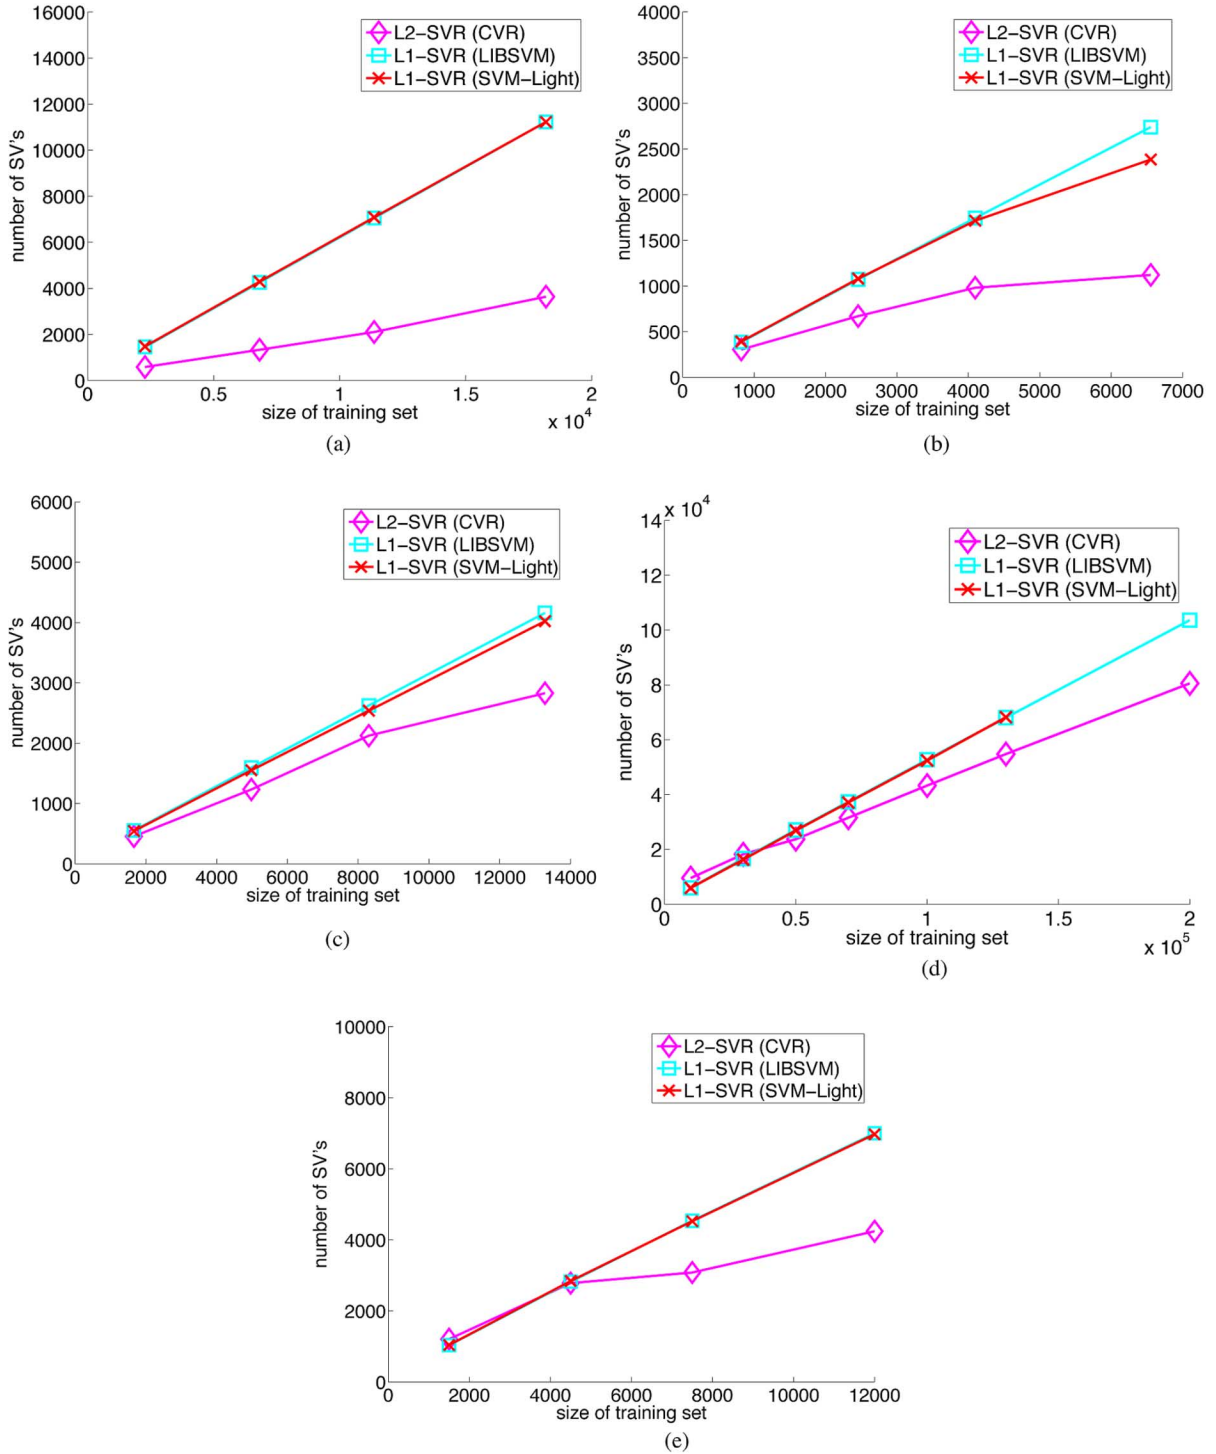 16000
14000
12000
10000
8000
6000
4000
2000
0
number of SV's
L2-SVR (CVR)
L1-SVR (LIBSVM)
L1-SVR (SVM-Light)
0 0.5 1 1.5 2
size of training set
x 10^4
(a)
4000
3500
3000
2500
2000
1500
1000
500
0
number of SV's
L2-SVR (CVR)
L1-SVR (LIBSVM)
L1-SVR (SVM-Light)
0 1000 2000 3000 4000 5000 6000 7000
size of training set
(b)
6000
5000
4000
3000
2000
1000
0
number of SV's
L2-SVR (CVR)
L1-SVR (LIBSVM)
L1-SVR (SVM-Light)
0 2000 4000 6000 8000 10000 12000 14000
size of training set
(c)
x 10^4
14
12
10
8
6
4
2
0
number of SV's
L2-SVR (CVR)
L1-SVR (LIBSVM)
L1-SVR (SVM-Light)
0 0.5 1 1.5 2
size of training set
x 10^5
(d)
10000
8000
6000
4000
2000
0
number of SV's
L2-SVR (CVR)
L1-SVR (LIBSVM)
L1-SVR (SVM-Light)
0 2000 4000 6000 8000 10000 12000
size of training set
(e)